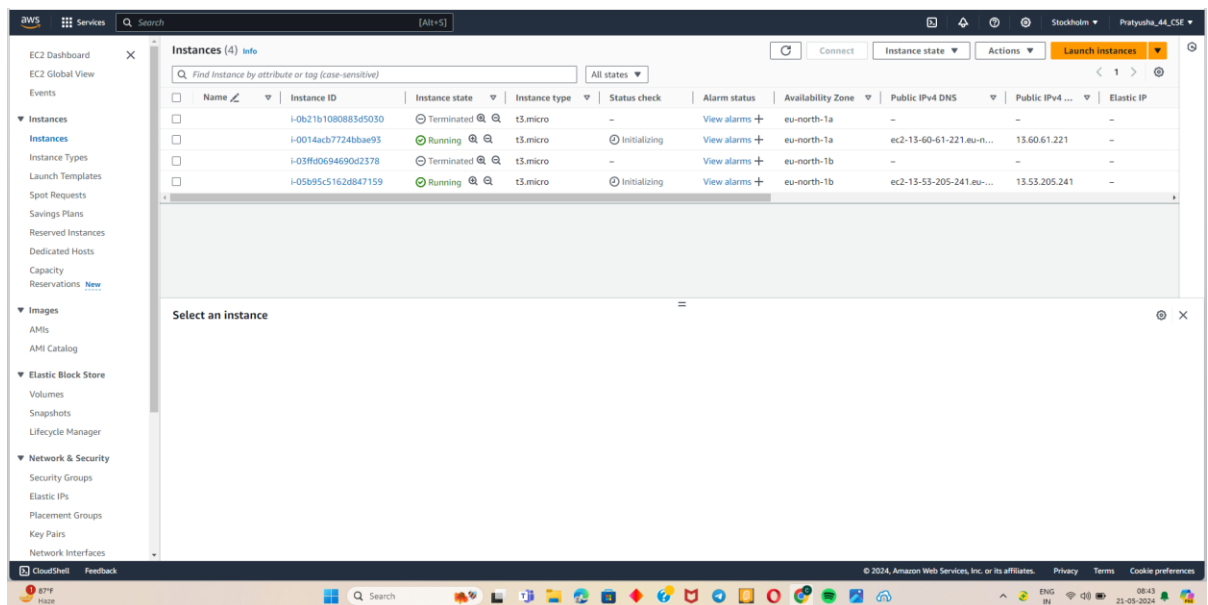 aws Services Search [Alt+S] Stockholm ▼ Pratyusha_44_CSE ▼
EC2 Dashboard
EC2 Global View
Events
▼ Instances
Instances
Instance Types
Launch Templates
Spot Requests
Savings Plans
Reserved Instances
Dedicated Hosts
Capacity
Reservations New
▼ Images
AMIs
AMI Catalog
▼ Elastic Block Store
Volumes
Snapshots
Lifecycle Manager
▼ Network & Security
Security Groups
Elastic IPs
Placement Groups
Key Pairs
Network Interfaces
Instances (4) Info Connect Instance state ▼ Actions ▼ Launch instances ▼
Find Instance by attribute or tag (case-sensitive) All states ▼ < 1 >
Name Instance ID Instance state Instance type Status check Alarm status Availability Zone Public IPv4 DNS Public IPv4 ... Elastic IP
i-0b21b1080883d5030 Terminated t3.micro – View alarms + eu-north-1a – – –
i-0014acb7724bbae93 Running t3.micro Initializing View alarms + eu-north-1a ec2-13-60-61-221.eu-n... 13.60.61.221 –
i-03ffd0694690d2378 Terminated t3.micro – View alarms + eu-north-1b – – –
i-05b95c5162d847159 Running t3.micro Initializing View alarms + eu-north-1b ec2-13-53-205-241.eu-... 13.53.205.241 –
Select an instance
CloudShell Feedback © 2024, Amazon Web Services, Inc. or its affiliates. Privacy Terms Cookie preferences
1 87°F Search ENG 08:43
Haze IN 21-05-2024